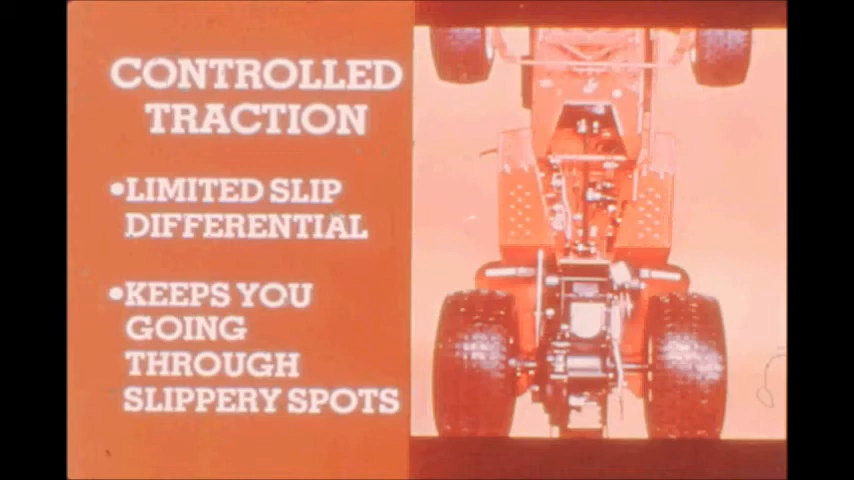 CONTROLLED
TRACTION
•LIMITED SLIP
DIFFERENTIAL
•KEEPS YOU
GOING
THROUGH
SLIPPERY SPOTS